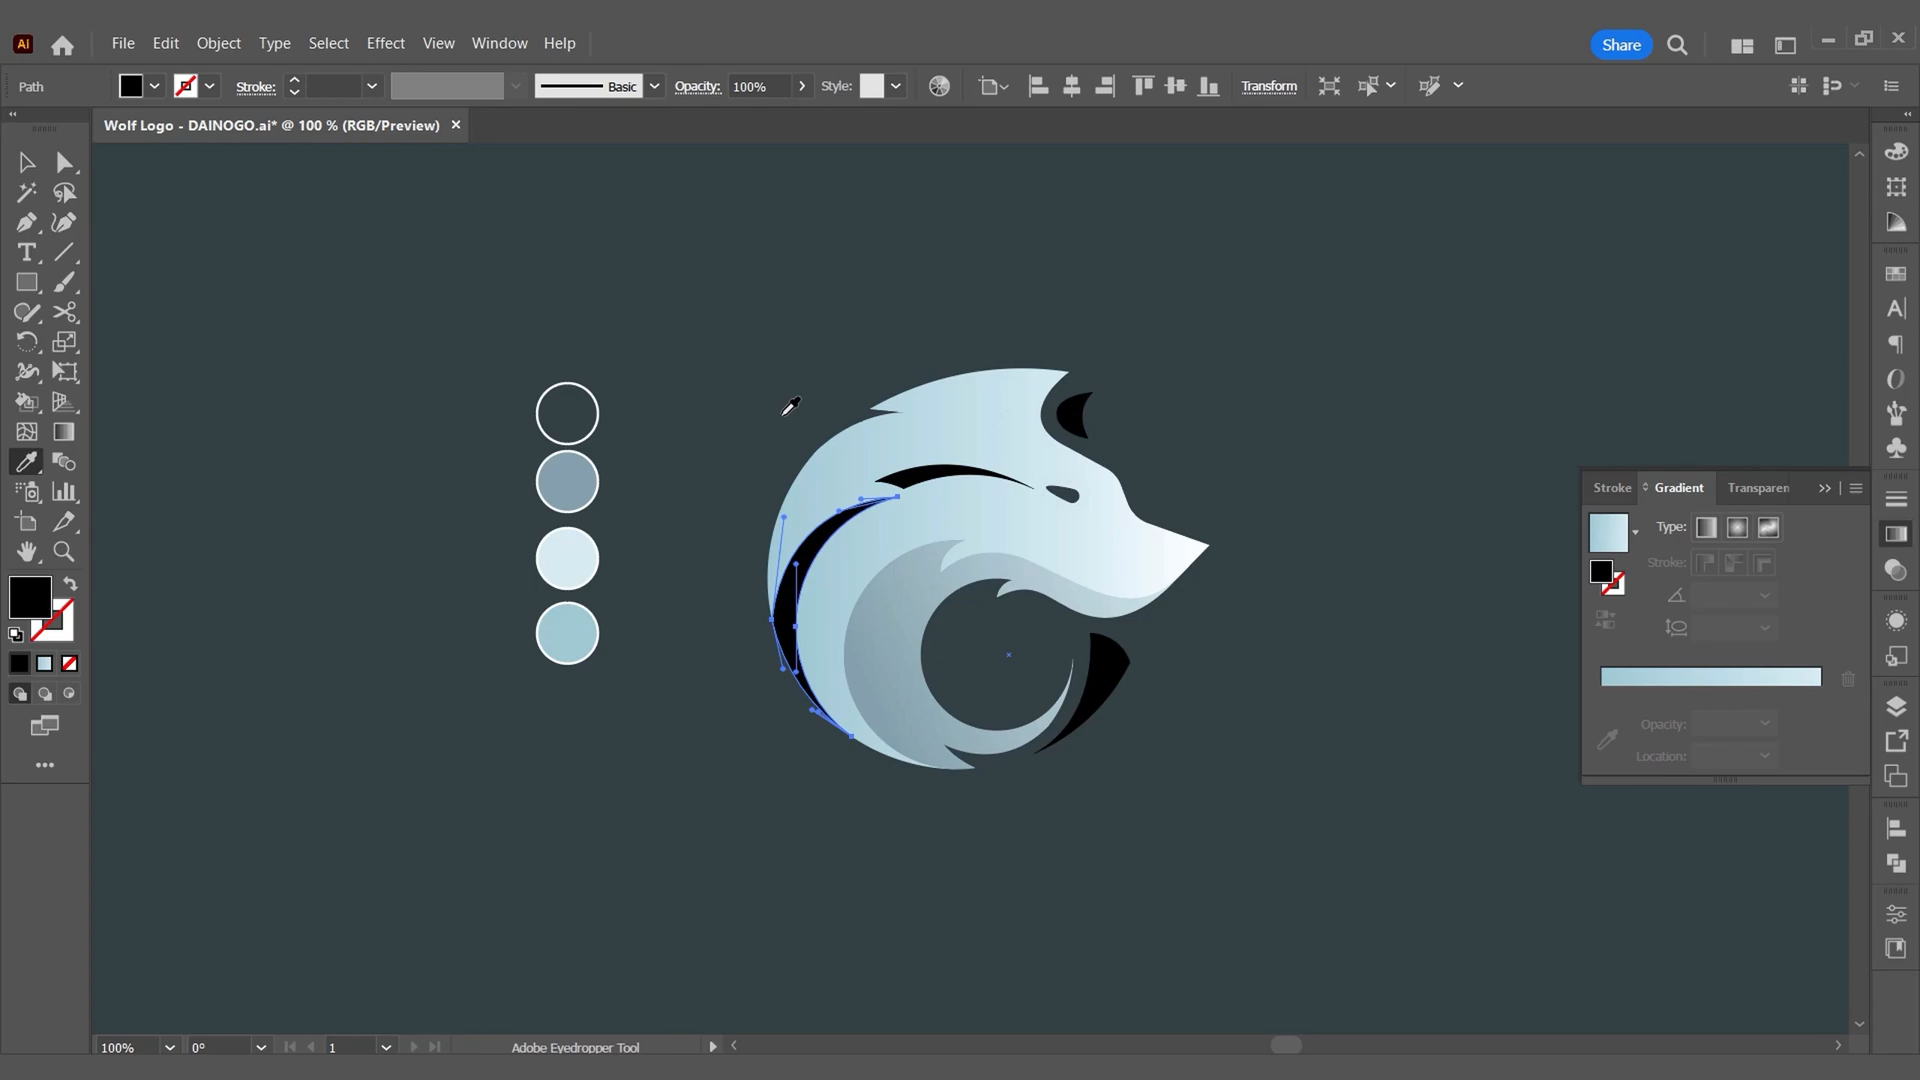 Ai File Edit Object Type Select Effect View Window Help Share
Path Stroke: Basic Opacity: 100% Style: Transform
Wolf Logo - DAINOGO.ai* @ 100 % (RGB/Preview)
Stroke Gradient Transparen
Type:
Stroke:
Opacity:
Location:
100% 0° 1 Adobe Eyedropper Tool